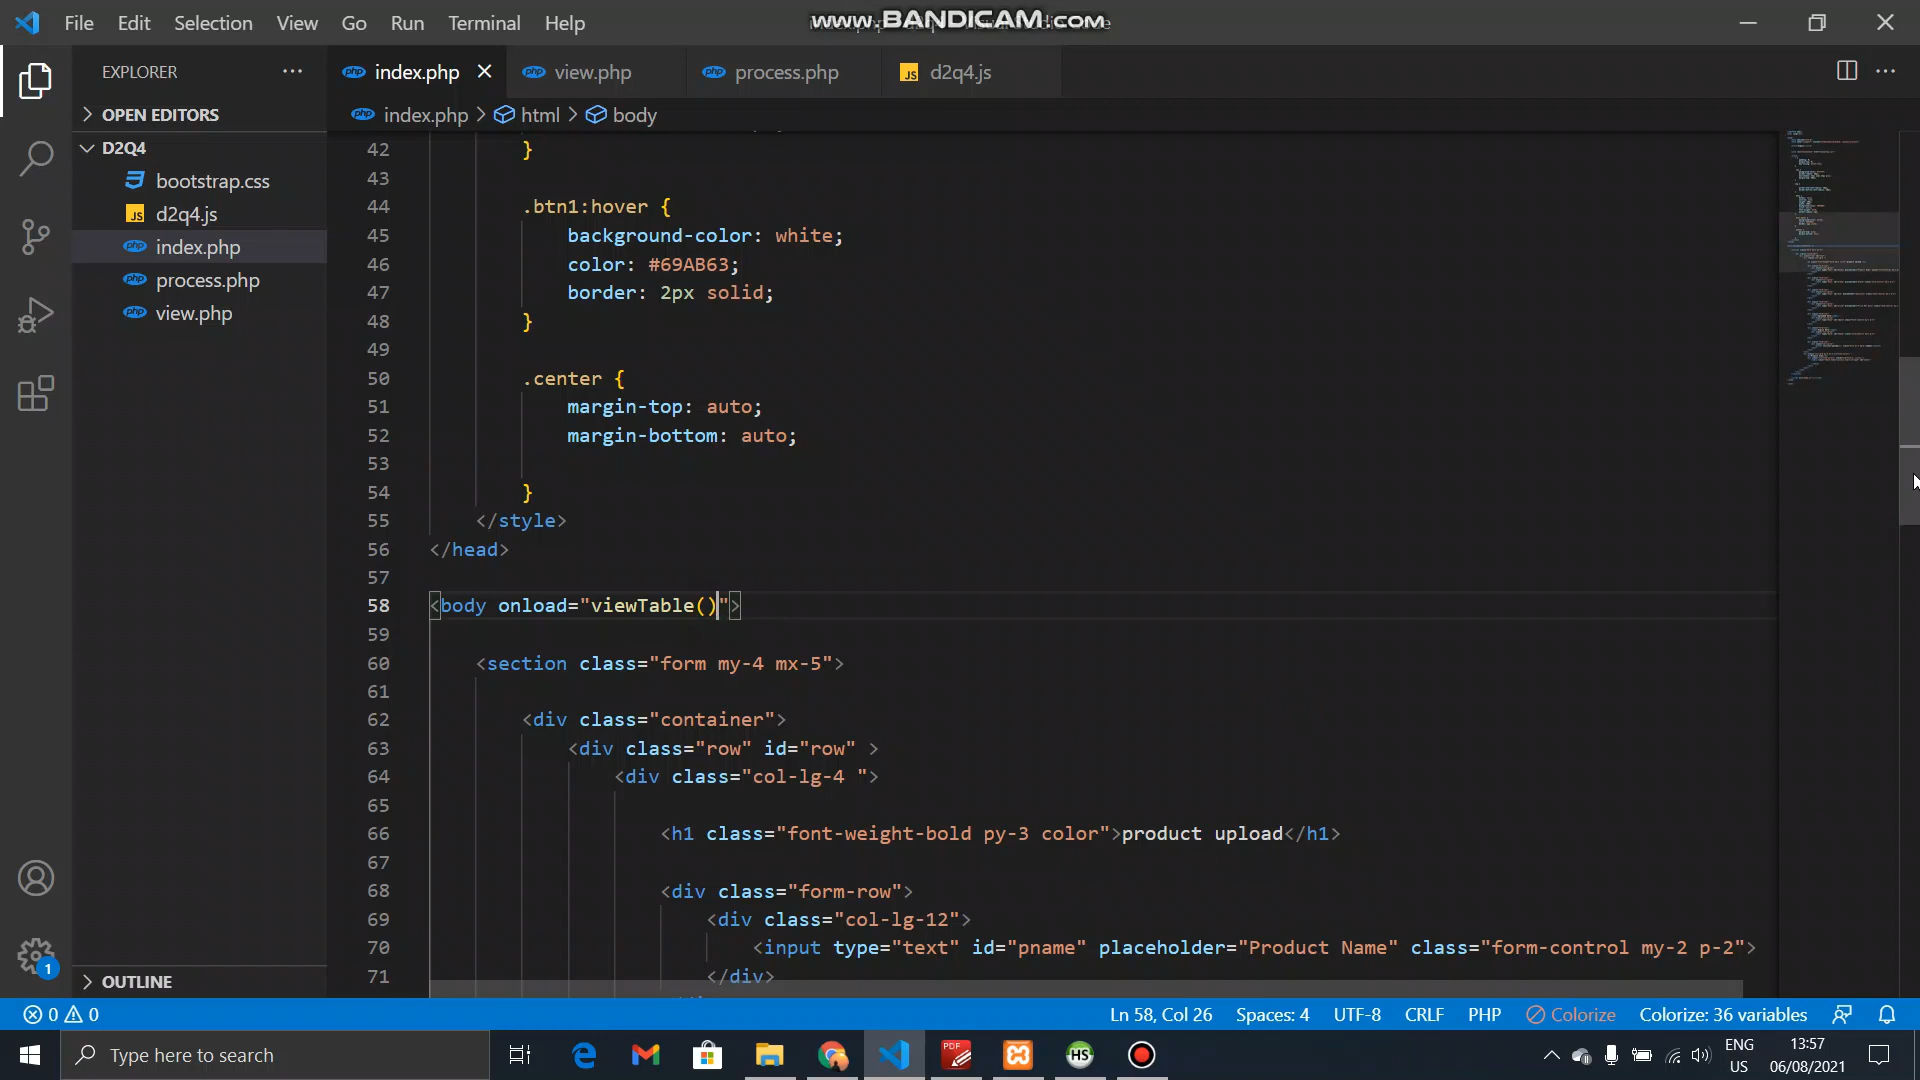 File Edit Selection View Go Run Terminal Help
www.BANDICAM.com
EXPLORER
OPEN EDITORS
D2Q4
bootstrap.css
d2q4.js
index.php
process.php
view.php
OUTLINE
index.php view.php process.php d2q4.js
index.php > html > body
42 }
43
44 .btn1:hover {
45 background-color: white;
46 color: #69AB63;
47 border: 2px solid;
48 }
49
50 .center {
51 margin-top: auto;
52 margin-bottom: auto;
53
54 }
55 </style>
56 </head>
57
58 <body onload="viewTable()">
59
60 <section class="form my-4 mx-5">
61
62 <div class="container">
63 <div class="row" id="row" >
64 <div class="col-lg-4 ">
65
66 <h1 class="font-weight-bold py-3 color">product upload</h1>
67
68 <div class="form-row">
69 <div class="col-lg-12">
70 <input type="text" id="pname" placeholder="Product Name" class="form-control my-2 p-2">
71 </div>
1
0 0
Ln 58, Col 26 Spaces: 4 UTF-8 CRLF PHP Colorize Colorize: 36 variables
Type here to search
PDF
HS
ENG
US
13:57
06/08/2021